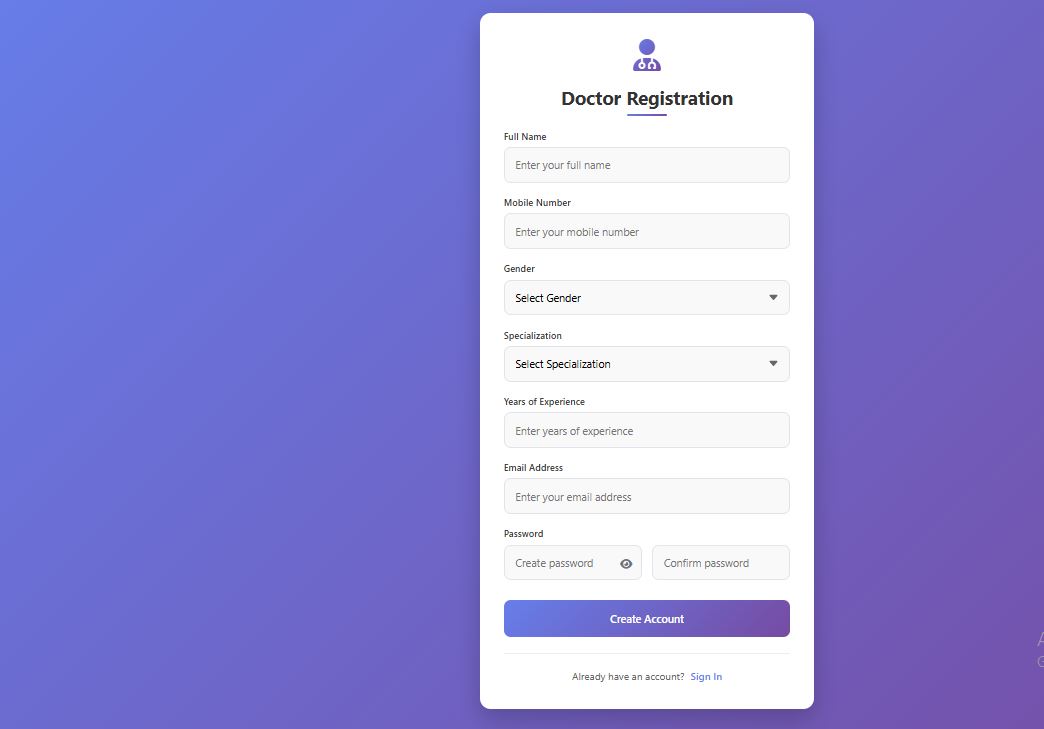 Doctor Registration
Full Name
Enter your full name
Mobile Number
Enter your mobile number
Gender
Select Gender
Specialization
Select Specialization
Years of Experience
Enter years of experience
Email Address
Enter your email address
Password
Create password Confirm password
Create Account
Already have an account? Sign In